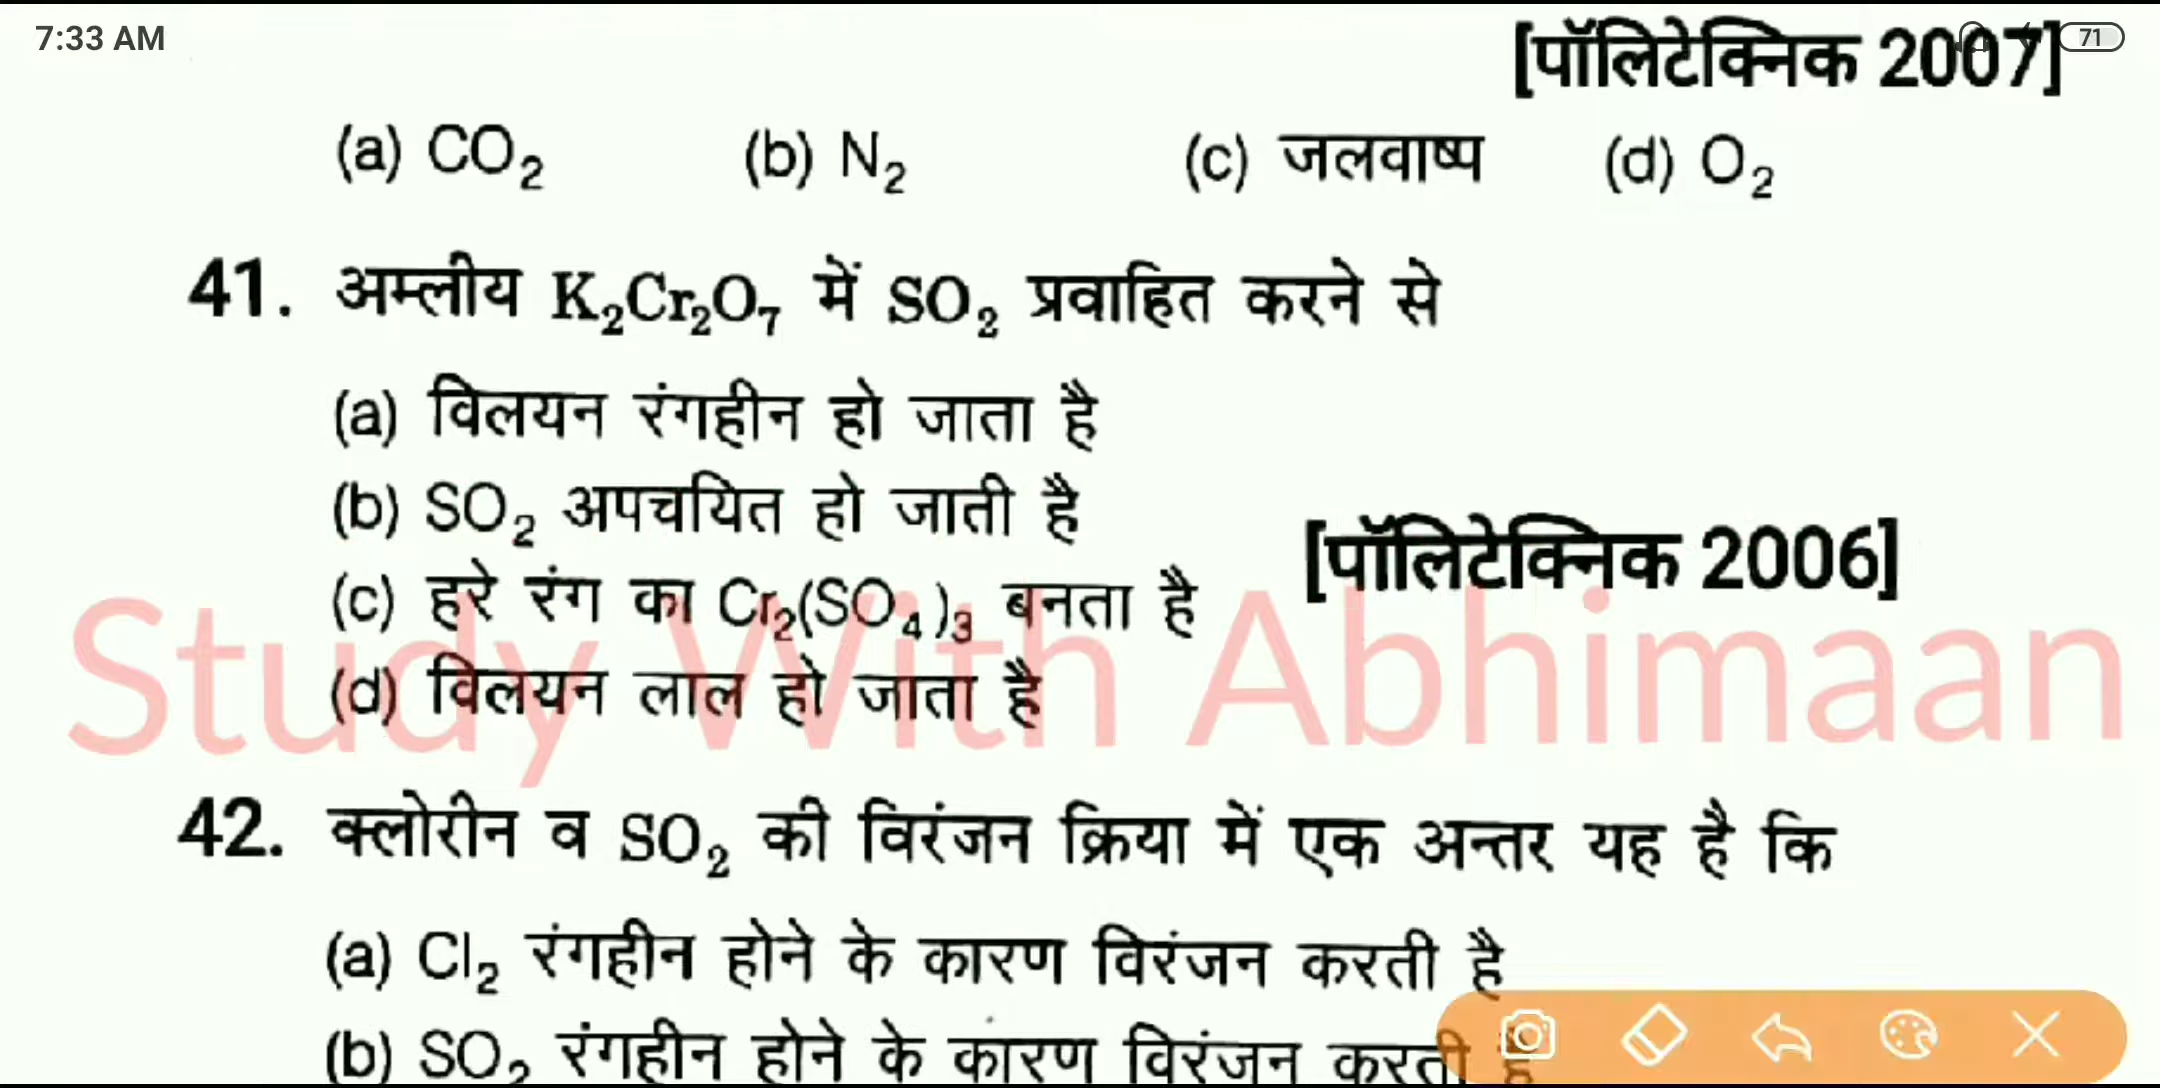 7:33 AM
[पॉलिटेक्निक 2007]
71
(a) CO₂ (b) N₂ (c) जलवाष्प (d) O₂
41. अम्लीय K₂Cr₂O₇ में SO₂ प्रवाहित करने से
(a) विलयन रंगहीन हो जाता है
(b) SO₂ अपचयित हो जाती है
[पॉलिटेक्निक 2006]
(c) हरे रंग का Cr₂(SO₄)₃ बनता है
(d) विलयन लाल हो जाता है
Study With Abhimaan
42. क्लोरीन व SO₂ की विरंजन क्रिया में एक अन्तर यह है कि
(a) Cl₂ रंगहीन होने के कारण विरंजन करती है
(b) SO₂ रंगहीन होने के कारण विरंजन करती